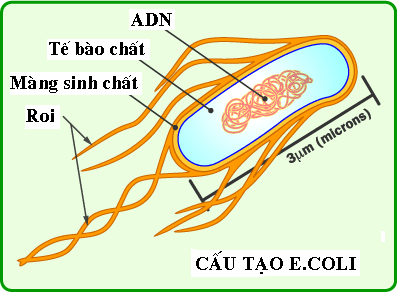 ADN
Tế bào chất
Màng sinh chất
Roi
3µm (microns)
CẤU TẠO E.COLI